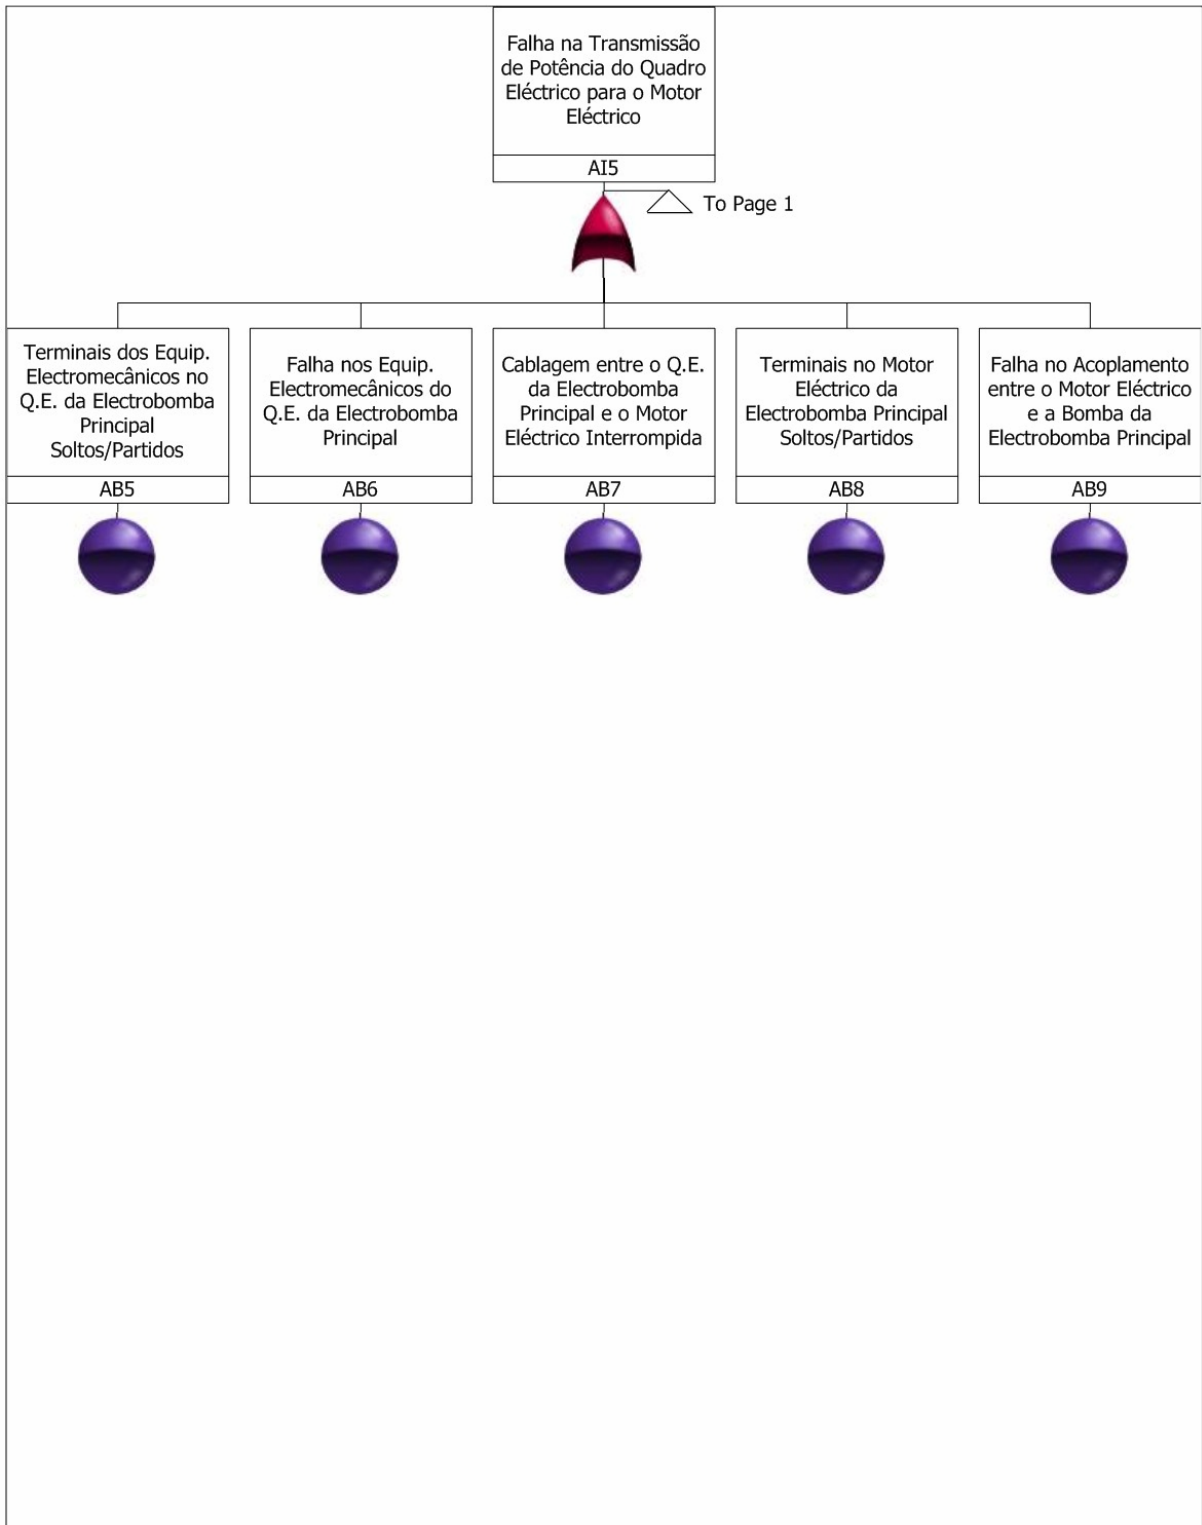 Falha na Transmissão
de Potência do Quadro
Eléctrico para o Motor
Eléctrico
AI5
To Page 1
Terminais dos Equip.
Electromecânicos no
Q.E. da Electrobomba
Principal
Soltos/Partidos
AB5
Falha nos Equip.
Electromecânicos do
Q.E. da Electrobomba
Principal
AB6
Cablagem entre o Q.E.
da Electrobomba
Principal e o Motor
Eléctrico Interrompida
AB7
Terminais no Motor
Eléctrico da
Electrobomba Principal
Soltos/Partidos
AB8
Falha no Acoplamento
entre o Motor Eléctrico
e a Bomba da
Electrobomba Principal
AB9